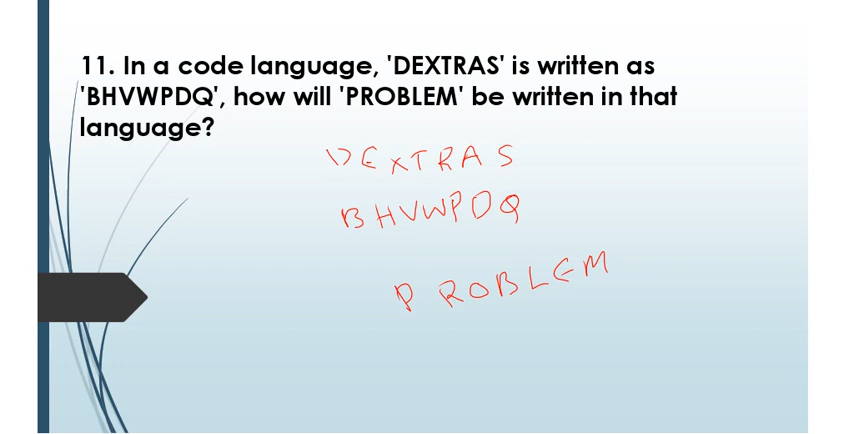 11. In a code language, 'DEXTRAS' is written as
'BHVWPDQ', how will 'PROBLEM' be written in that
language?
DEXTRAS
BHVWPDQ
PROBLEM